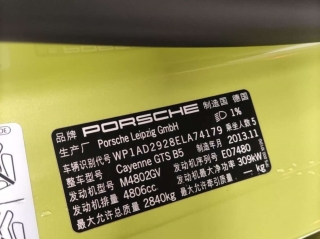 品牌 PORSCHE 制造国 德国
生产厂 Porsche Leipzig GmbH 1%
车辆识别代号 WP1AD2928ELA74179 乘坐人数 5
整车型号 Cayenne GTS B5 制造年月 2013.11
发动机型号 M4802GV 发动机序列号 E07480
发动机排量 4806cc 发动机最大净功率 309kW
最大允许总质量 2840kg — kg